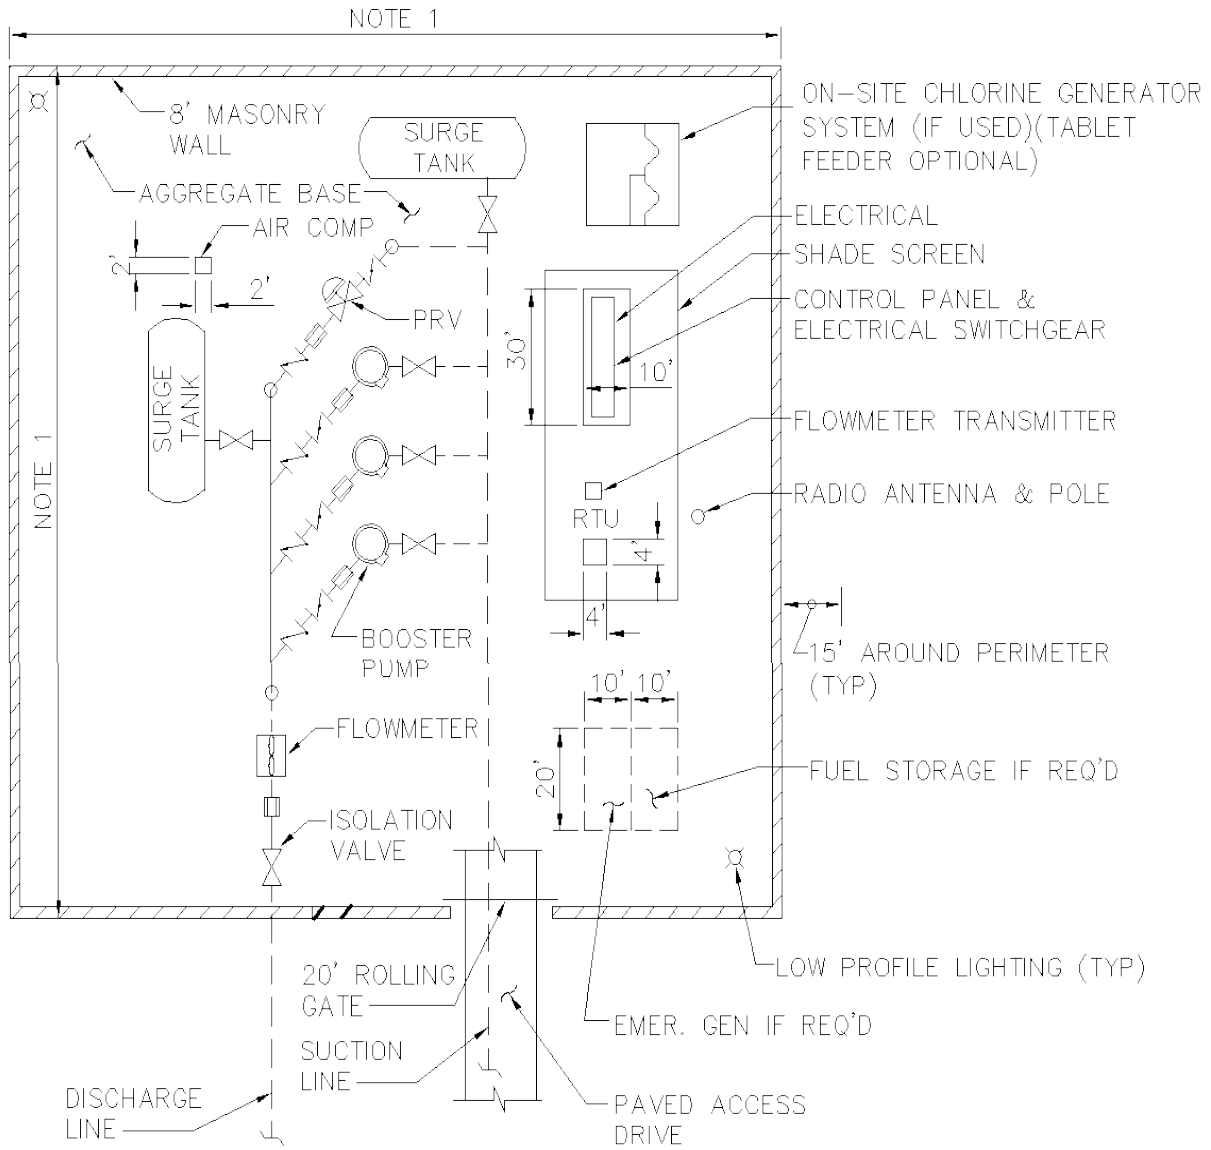 NOTE 1
8' MASONRY
WALL
SURGE
TANK
ON-SITE CHLORINE GENERATOR
SYSTEM (IF USED)(TABLET
FEEDER OPTIONAL)
AGGREGATE BASE
AIR COMP
2'
2'
ELECTRICAL
SHADE SCREEN
CONTROL PANEL &
ELECTRICAL SWITCHGEAR
PRV
30'
10'
SURGE
TANK
FLOWMETER TRANSMITTER
NOTE 1
RADIO ANTENNA & POLE
RTU
4'
4'
BOOSTER
PUMP
15' AROUND PERIMETER
(TYP)
10'
10'
FLOWMETER
20'
FUEL STORAGE IF REQ'D
ISOLATION
VALVE
20' ROLLING
GATE
LOW PROFILE LIGHTING (TYP)
EMER. GEN IF REQ'D
SUCTION
LINE
DISCHARGE
LINE
PAVED ACCESS
DRIVE